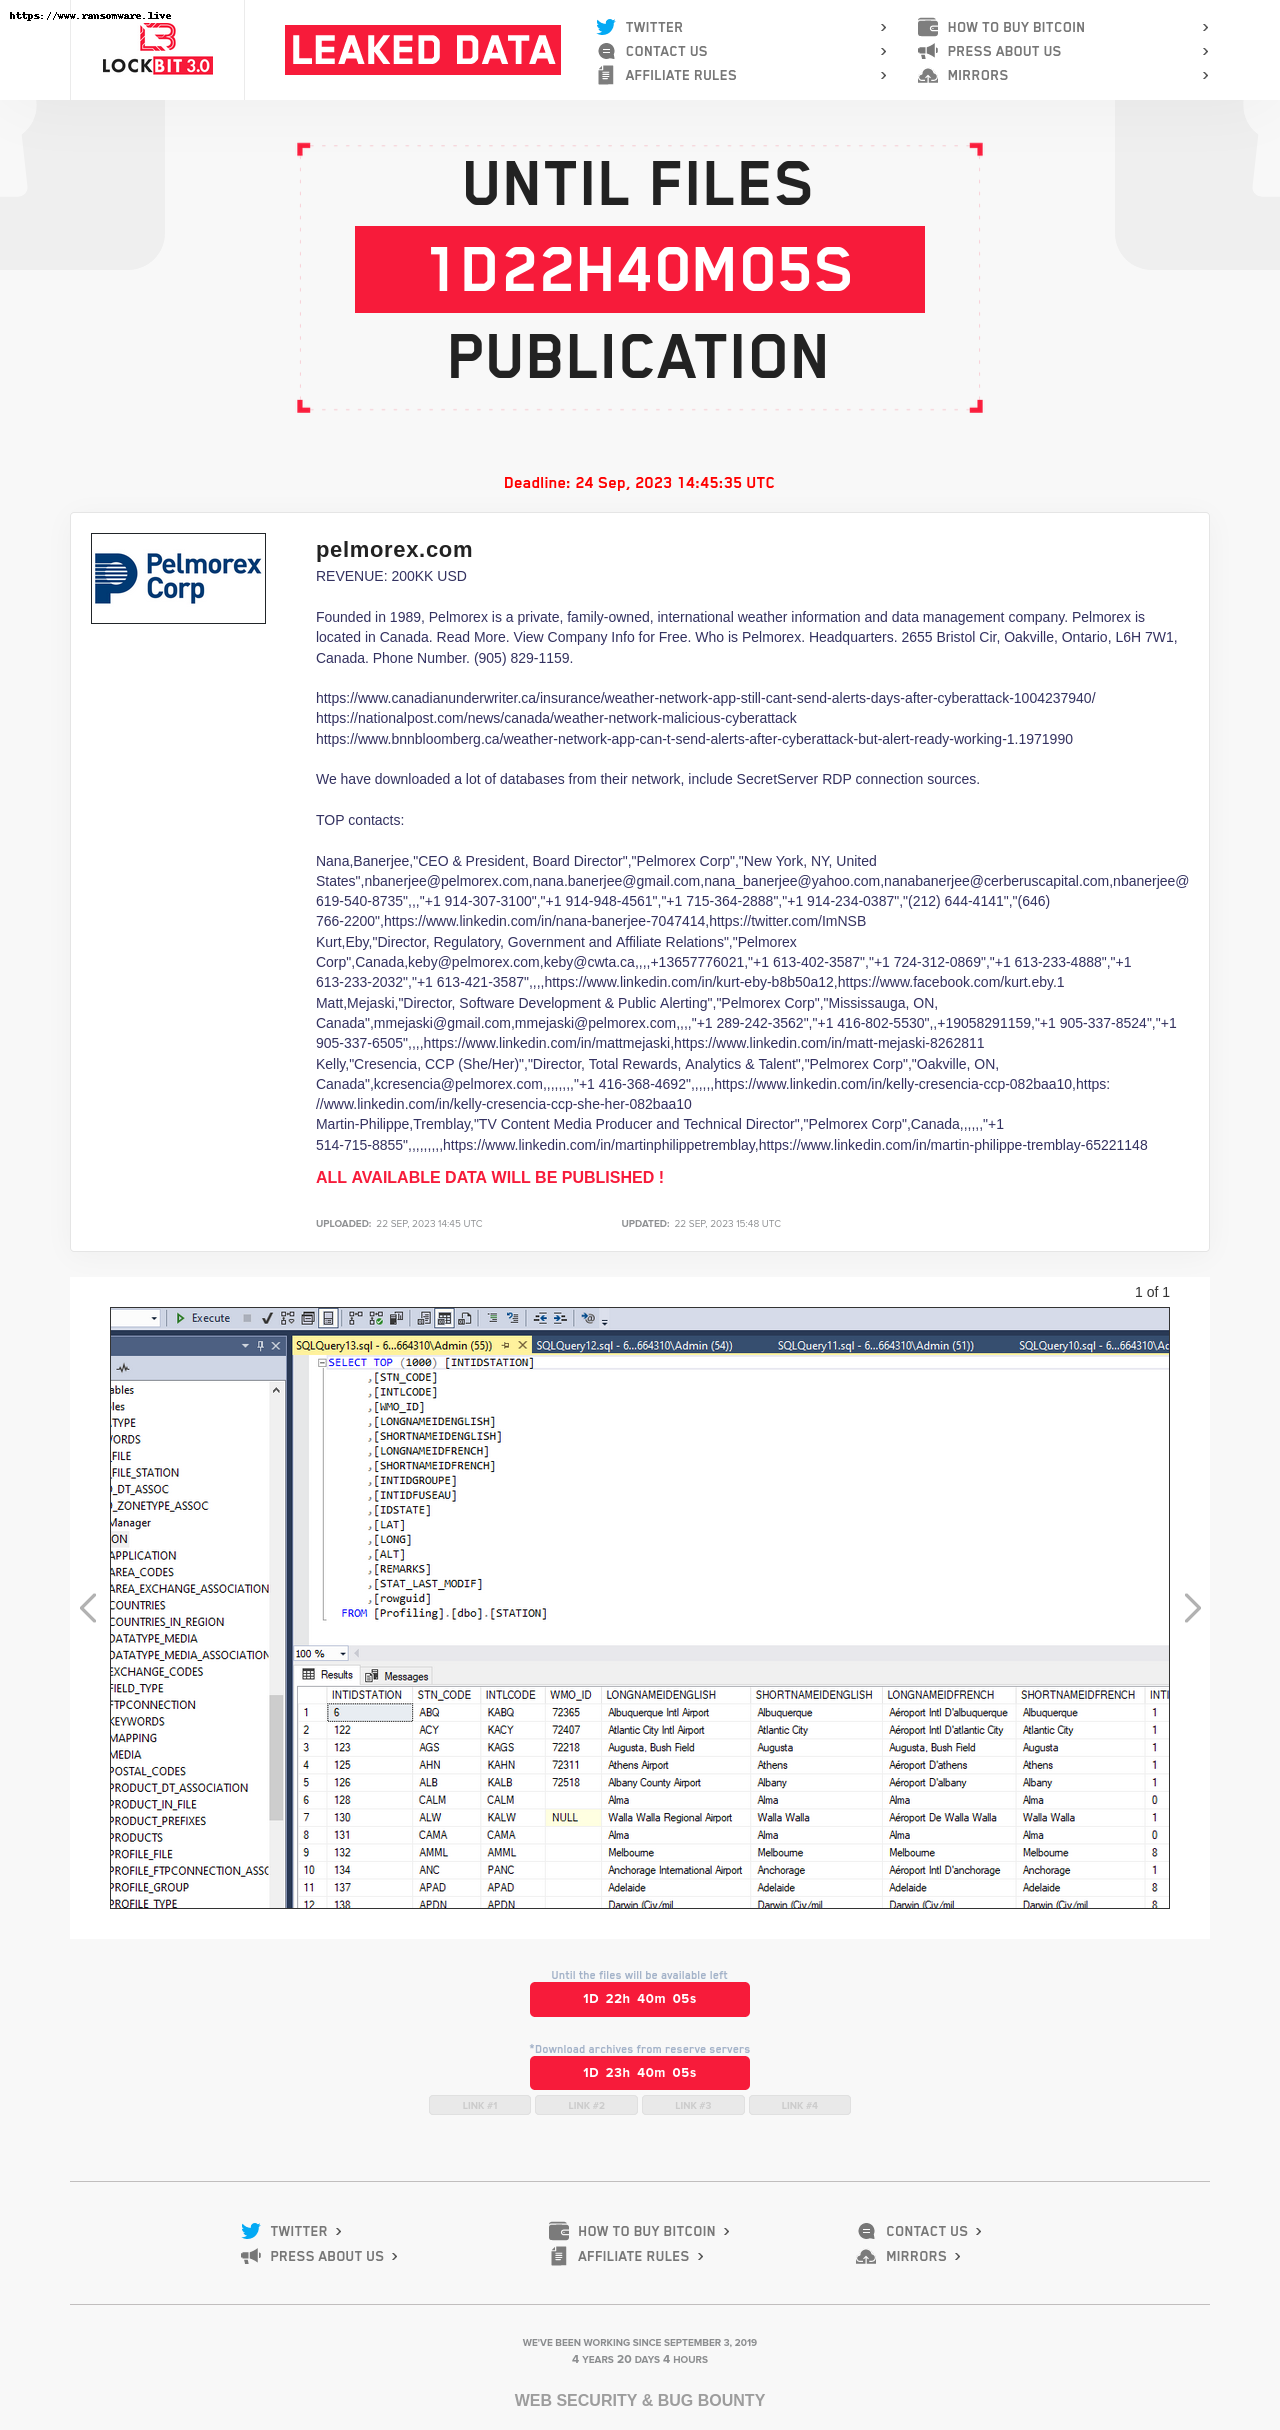 https://www.ransomware.live
LOCKBIT 3.0
LEAKED DATA
TWITTER
CONTACT US
AFFILIATE RULES
HOW TO BUY BITCOIN
PRESS ABOUT US
MIRRORS
UNTIL FILES
1D22H40M05S
PUBLICATION
Deadline: 24 Sep, 2023 14:45:35 UTC
Pelmorex
Corp
pelmorex.com
REVENUE: 200KK USD
Founded in 1989, Pelmorex is a private, family-owned, international weather information and data management company. Pelmorex is
located in Canada. Read More. View Company Info for Free. Who is Pelmorex. Headquarters. 2655 Bristol Cir, Oakville, Ontario, L6H 7W1,
Canada. Phone Number. (905) 829-1159.
https://www.canadianunderwriter.ca/insurance/weather-network-app-still-cant-send-alerts-days-after-cyberattack-1004237940/
https://nationalpost.com/news/canada/weather-network-malicious-cyberattack
https://www.bnnbloomberg.ca/weather-network-app-can-t-send-alerts-after-cyberattack-but-alert-ready-working-1.1971990
We have downloaded a lot of databases from their network, include SecretServer RDP connection sources.
TOP contacts:
Nana,Banerjee,"CEO & President, Board Director","Pelmorex Corp","New York, NY, United
States",nbanerjee@pelmorex.com,nana.banerjee@gmail.com,nana_banerjee@yahoo.com,nanabanerjee@cerberuscapital.com,nbanerjee@
619-540-8735",,,"+1 914-307-3100","+1 914-948-4561","+1 715-364-2888","+1 914-234-0387","(212) 644-4141","(646)
766-2200",https://www.linkedin.com/in/nana-banerjee-7047414,https://twitter.com/ImNSB
Kurt,Eby,"Director, Regulatory, Government and Affiliate Relations","Pelmorex
Corp",Canada,keby@pelmorex.com,keby@cwta.ca,,,,+13657776021,"+1 613-402-3587","+1 724-312-0869","+1 613-233-4888","+1
613-233-2032","+1 613-421-3587",,,,https://www.linkedin.com/in/kurt-eby-b8b50a12,https://www.facebook.com/kurt.eby.1
Matt,Mejaski,"Director, Software Development & Public Alerting","Pelmorex Corp","Mississauga, ON,
Canada",mmejaski@gmail.com,mmejaski@pelmorex.com,,,,"+1 289-242-3562","+1 416-802-5530",,+19058291159,"+1 905-337-8524","+1
905-337-6505",,,,https://www.linkedin.com/in/mattmejaski,https://www.linkedin.com/in/matt-mejaski-8262811
Kelly,"Cresencia, CCP (She/Her)","Director, Total Rewards, Analytics & Talent","Pelmorex Corp","Oakville, ON,
Canada",kcresencia@pelmorex.com,,,,,,,,"+1 416-368-4692",,,,,,https://www.linkedin.com/in/kelly-cresencia-ccp-082baa10,https:
//www.linkedin.com/in/kelly-cresencia-ccp-she-her-082baa10
Martin-Philippe,Tremblay,"TV Content Media Producer and Technical Director","Pelmorex Corp",Canada,,,,,,"+1
514-715-8855",,,,,,,,,https://www.linkedin.com/in/martinphilippetremblay,https://www.linkedin.com/in/martin-philippe-tremblay-65221148
ALL AVAILABLE DATA WILL BE PUBLISHED !
UPLOADED: 22 SEP, 2023 14:45 UTC UPDATED: 22 SEP, 2023 15:48 UTC
1 of 1
Execute
SQLQuery13.sql - 6...664310\Admin (55)) SQLQuery12.sql - 6...664310\Admin (54)) SQLQuery11.sql - 6...664310\Admin (51)) SQLQuery10.sql - 6...664310\Ac
ables
les
.TYPE
/ORDS
_FILE
_FILE_STATION
_DT_ASSOC
_ZONETYPE_ASSOC
Manager
ON
APPLICATION
AREA_CODES
AREA_EXCHANGE_ASSOCIATION
COUNTRIES
COUNTRIES_IN_REGION
DATATYPE_MEDIA
DATATYPE_MEDIA_ASSOCIATION
EXCHANGE_CODES
FIELD_TYPE
FTPCONNECTION
KEYWORDS
MAPPING
MEDIA
POSTAL_CODES
PRODUCT_DT_ASSOCIATION
PRODUCT_IN_FILE
PRODUCT_PREFIXES
PRODUCTS
PROFILE_FILE
PROFILE_FTPCONNECTION_ASSC
PROFILE_GROUP
PROFILE_TYPE
SELECT TOP (1000) [INTIDSTATION]
,[STN_CODE]
,[INTLCODE]
,[WMO_ID]
,[LONGNAMEIDENGLISH]
,[SHORTNAMEIDENGLISH]
,[LONGNAMEIDFRENCH]
,[SHORTNAMEIDFRENCH]
,[INTIDGROUPE]
,[INTIDFUSEAU]
,[IDSTATE]
,[LAT]
,[LONG]
,[ALT]
,[REMARKS]
,[STAT_LAST_MODIF]
,[rowguid]
FROM [Profiling].[dbo].[STATION]
100 %
Results Messages
INTIDSTATION STN_CODE INTLCODE WMO_ID LONGNAMEIDENGLISH SHORTNAMEIDENGLISH LONGNAMEIDFRENCH SHORTNAMEIDFRENCH INTI
1 6 ABQ KABQ 72365 Albuquerque Intl Airport Albuquerque Aéroport Intl D'albuquerque Albuquerque 1
2 122 ACY KACY 72407 Atlantic City Intl Airport Atlantic City Aéroport Intl D'atlantic City Atlantic City 1
3 123 AGS KAGS 72218 Augusta, Bush Field Augusta Augusta, Bush Field Augusta 1
4 125 AHN KAHN 72311 Athens Airport Athens Aéroport D'athens Athens 1
5 126 ALB KALB 72518 Albany County Airport Albany Aéroport D'albany Albany 1
6 128 CALM CALM Alma Alma Alma Alma 0
7 130 ALW KALW NULL Walla Walla Regional Airport Walla Walla Aéroport De Walla Walla Walla Walla 1
8 131 CAMA CAMA Alma Alma Alma Alma 0
9 132 AMML AMML Melbourne Melbourne Melbourne Melbourne 8
10 134 ANC PANC Anchorage International Airport Anchorage Aéroport Intl D'anchorage Anchorage 1
11 137 APAD APAD Adelaide Adelaide Adelaide Adelaide 8
12 138 APDN APDN Darwin (Civ/mil Darwin (Civ/mil Darwin (Civ/mil Darwin (Civ/mil 8
Until the files will be available left
1D 22h 40m 05s
*Download archives from reserve servers
1D 23h 40m 05s
LINK #1 LINK #2 LINK #3 LINK #4
TWITTER HOW TO BUY BITCOIN CONTACT US
PRESS ABOUT US AFFILIATE RULES MIRRORS
WE'VE BEEN WORKING SINCE SEPTEMBER 3, 2019
4 YEARS 20 DAYS 4 HOURS
WEB SECURITY & BUG BOUNTY